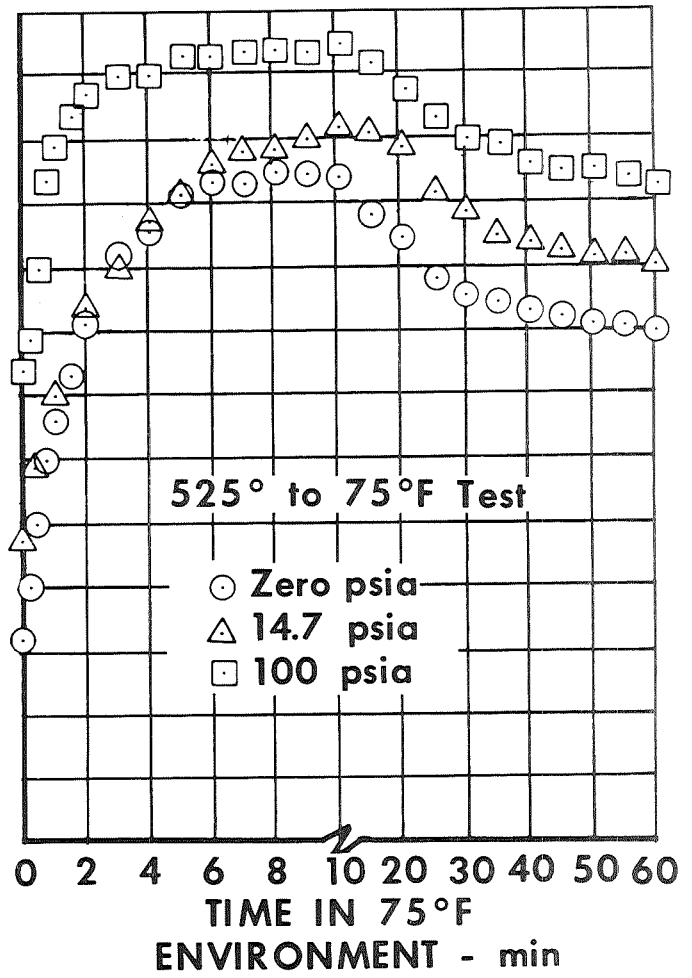 525° to 75°F Test
Zero psia
14.7 psia
100 psia
0 2 4 6 8 10 20 30 40 50 60
TIME IN 75°F
ENVIRONMENT - min